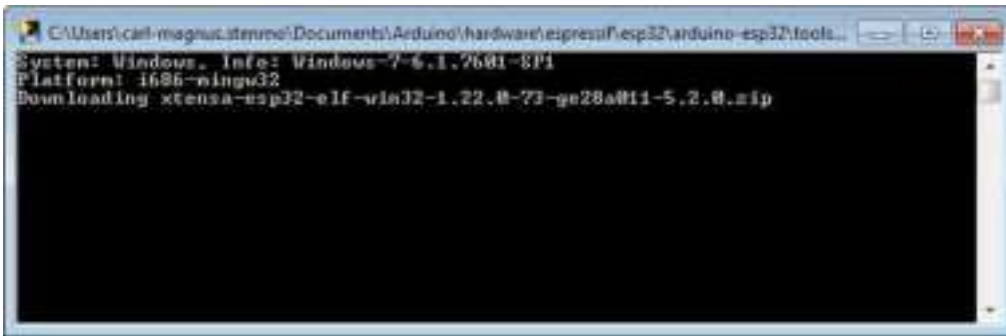 C:\Users\carl-magnus.stenmo\Documents\Arduino\hardware\espressif\esp32\arduino-esp32\tools...
System: Windows, Info: Windows-7-6.1.7601-SP1
Platform: i686-mingw32
Downloading xtensa-esp32-elf-win32-1.22.0-73-ge28a011-5.2.0.zip